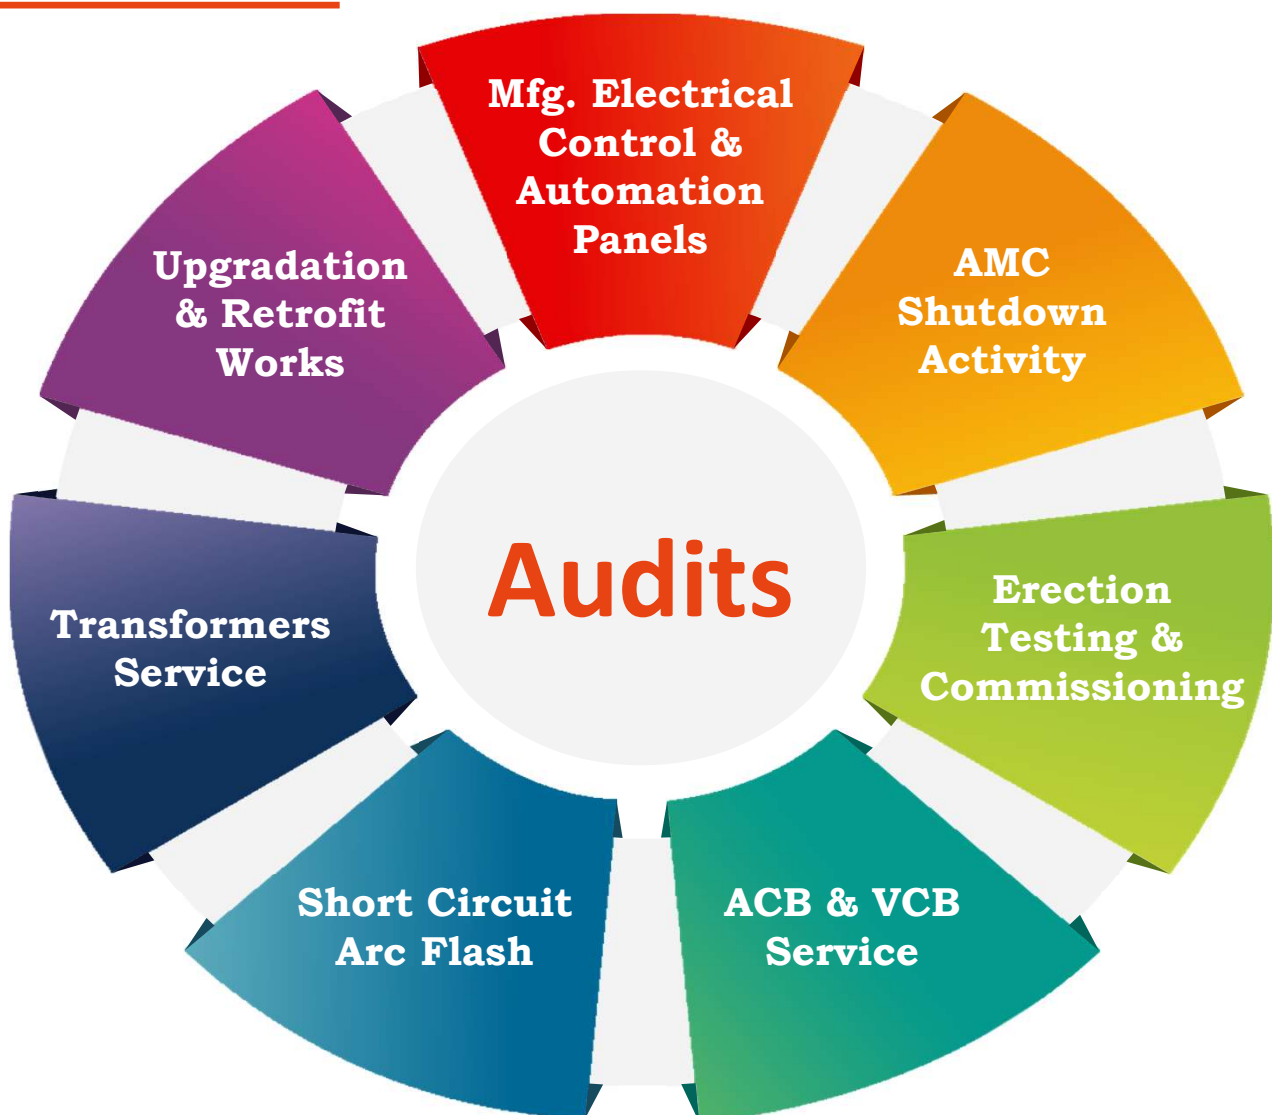 Mfg. Electrical
Control &
Automation
Panels
AMC
Shutdown
Activity
Erection
Testing &
Commissioning
ACB & VCB
Service
Short Circuit
Arc Flash
Transformers
Service
Upgradation
& Retrofit
Works
Audits